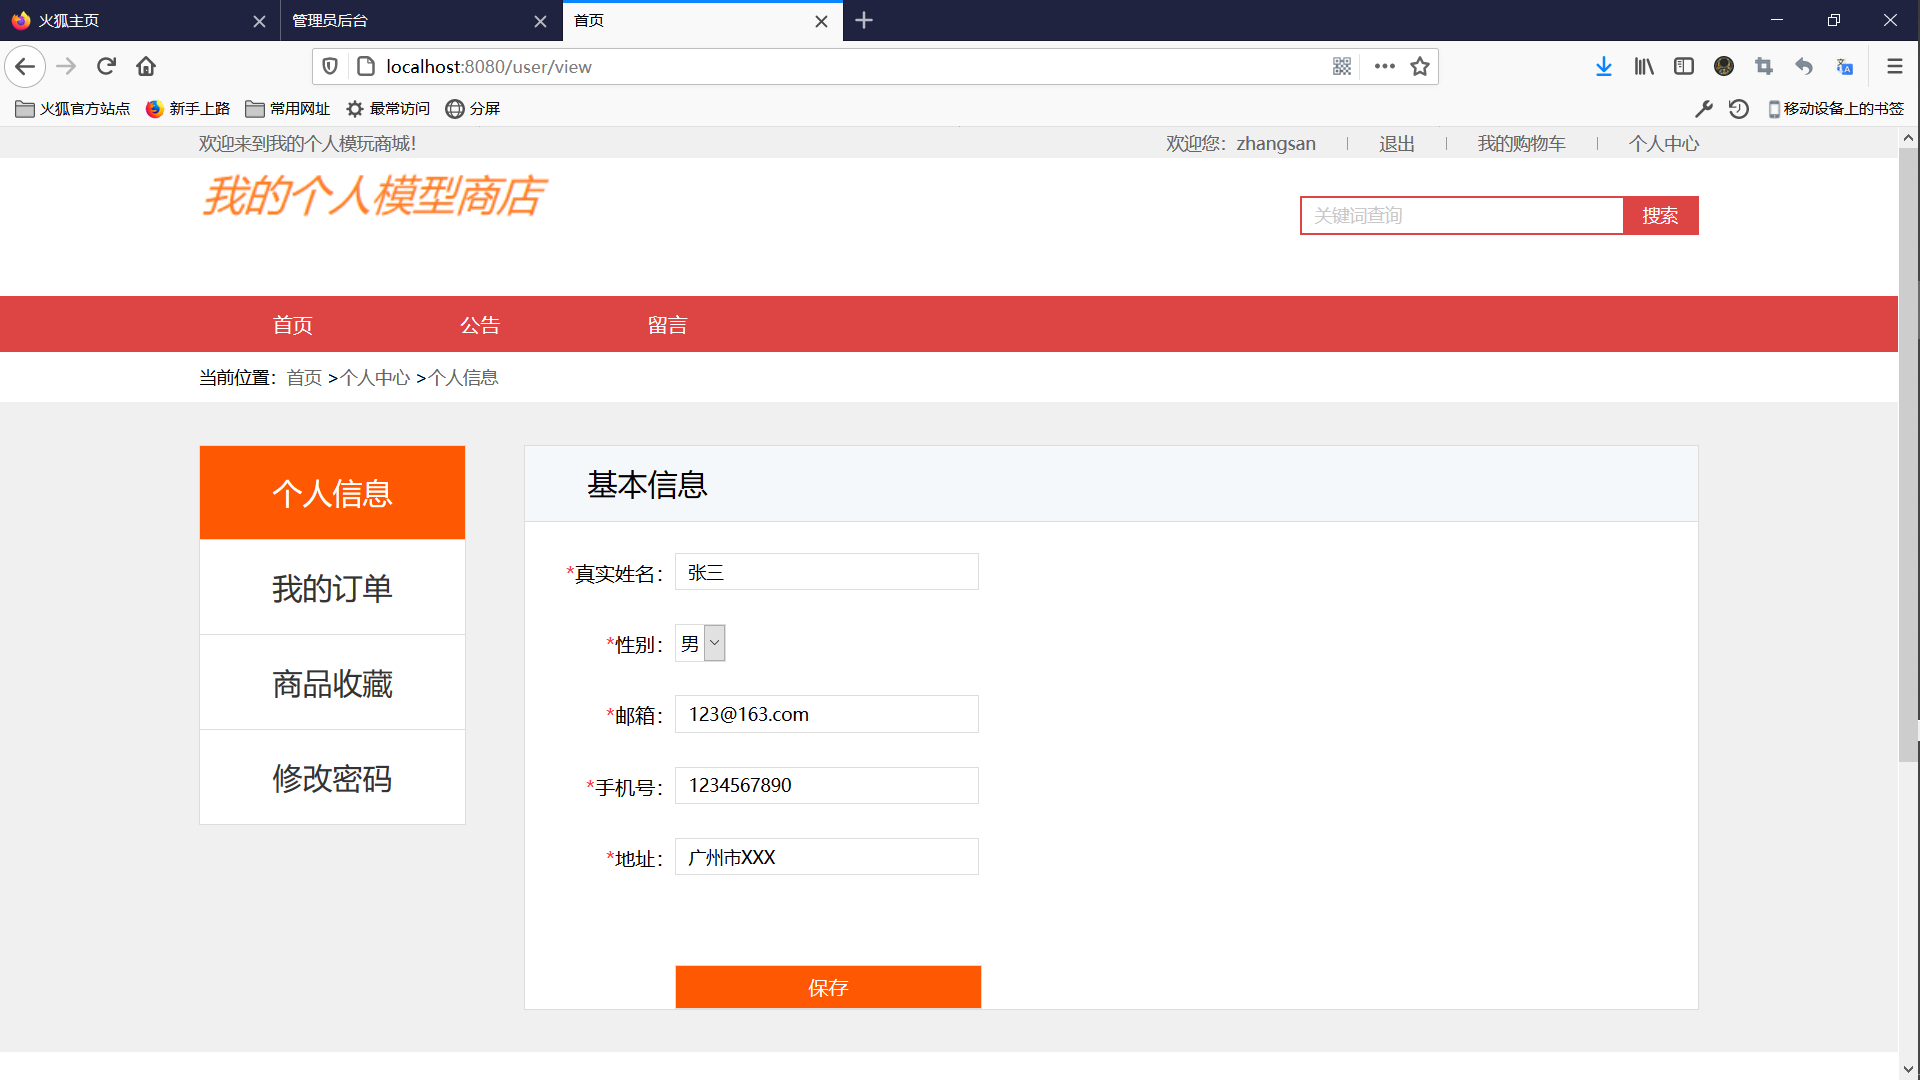 火狐主页
管理员后台
首页
localhost:8080/user/view
火狐官方站点
新手上路
常用网址
最常访问
分屏
移动设备上的书签
欢迎来到我的个人模玩商城!
欢迎您：zhangsan
退出
我的购物车
个人中心
我的个人模型商店
关键词查询
搜索
首页
公告
留言
当前位置：首页 >个人中心 >个人信息
个人信息
我的订单
商品收藏
修改密码
基本信息
*真实姓名： 张三
*性别： 男
*邮箱： 123@163.com
*手机号： 1234567890
*地址： 广州市XXX
保存